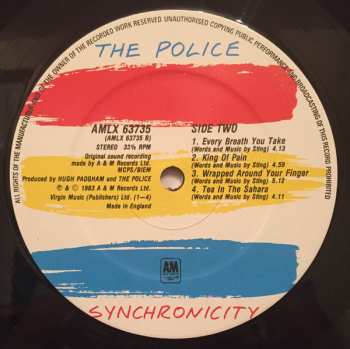 ALL RIGHTS OF THE MANUFACTURER AND OF THE OWNER OF THE RECORDED WORK RESERVED. UNAUTHORISED COPYING PUBLIC PERFORMANCE AND BROADCASTING OF THIS RECORD PROHIBITED
THE POLICE
AMLX 63735
(AMLX 63735 B)
STEREO 33⅓ RPM
Original sound recording
made by A & M Records Ltd.
MCPS/BIEM
Produced by HUGH PADGHAM and THE POLICE
℗ & © 1983 A & M Records Ltd.
Virgin Music (Publishers) Ltd. (1—4)
Made in England
SIDE TWO
1. Every Breath You Take
(Words and Music by Sting) 4.13
2. King Of Pain
(Words and Music by Sting) 4.59
3. Wrapped Around Your Finger
(Words and Music by Sting) 5.12
4. Tea In The Sahara
(Words and Music by Sting) 4.11
AM
RECORDS
SYNCHRONICITY